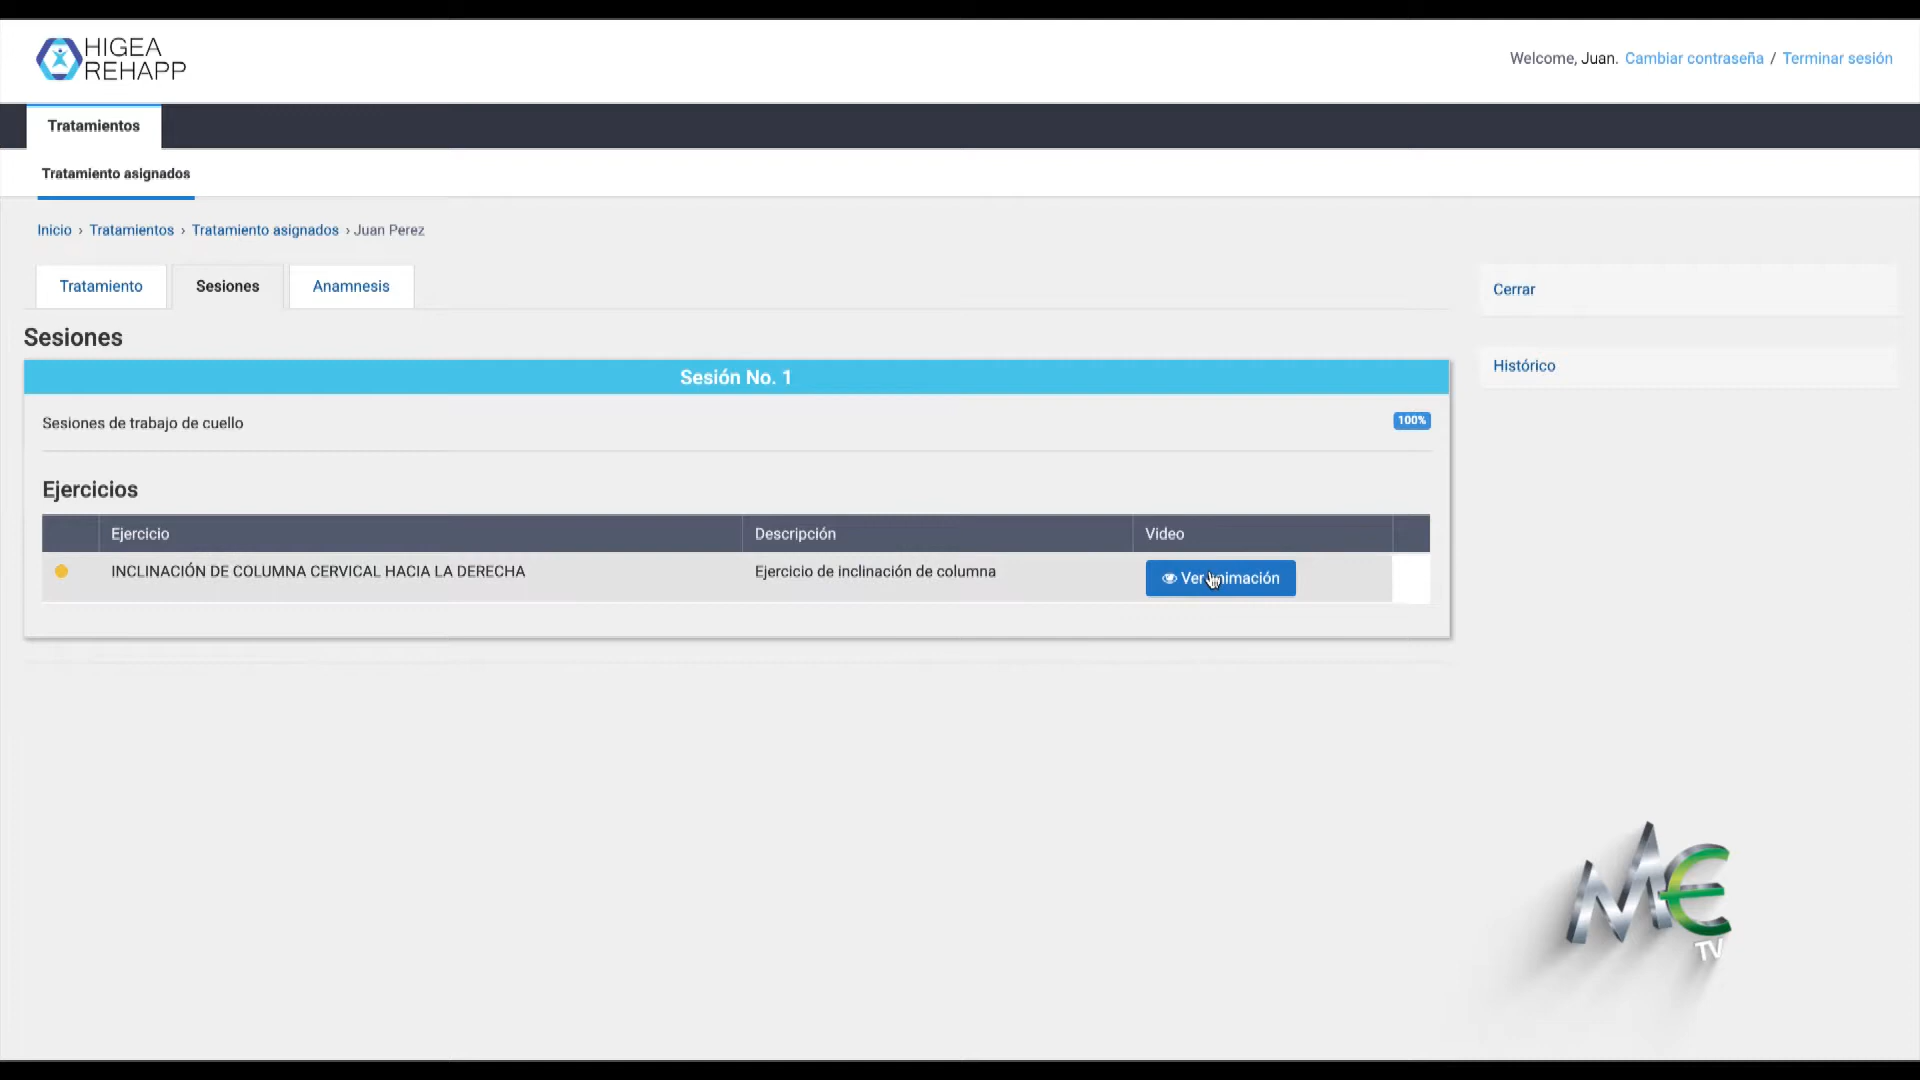 HIGEA
REHAPP
Welcome, Juan. Cambiar contraseña / Terminar sesión
Tratamientos
Tratamiento asignados
Inicio › Tratamientos › Tratamiento asignados › Juan Perez
Tratamiento Sesiones Anamnesis
Cerrar
Sesiones
Histórico
Sesión No. 1
Sesiones de trabajo de cuello 100%
Ejercicios
Ejercicio Descripción Video
INCLINACIÓN DE COLUMNA CERVICAL HACIA LA DERECHA Ejercicio de inclinación de columna Ver animación
M€
TV